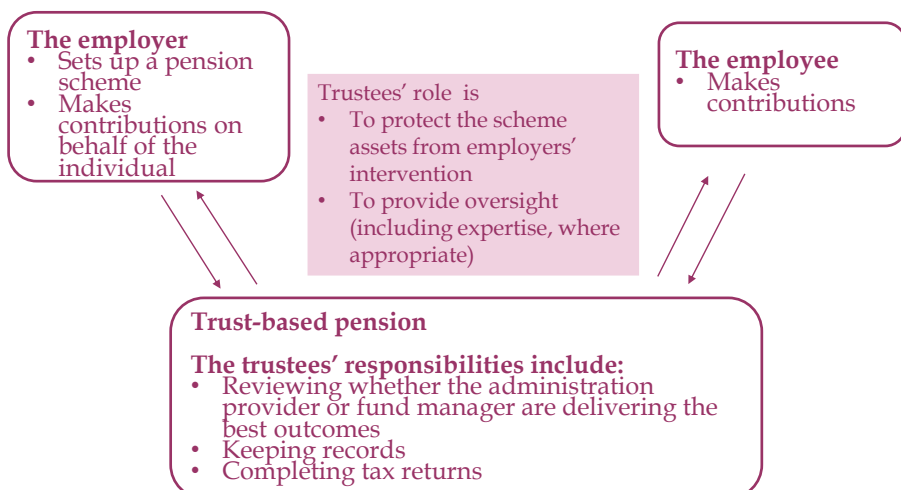 The employer
• Sets up a pension
scheme
• Makes
contributions on
behalf of the
individual
Trustees’ role is
• To protect the scheme
assets from employers’
intervention
• To provide oversight
(including expertise, where
appropriate)
The employee
• Makes
contributions
Trust-based pension
The trustees’ responsibilities include:
• Reviewing whether the administration
provider or fund manager are delivering the
best outcomes
• Keeping records
• Completing tax returns